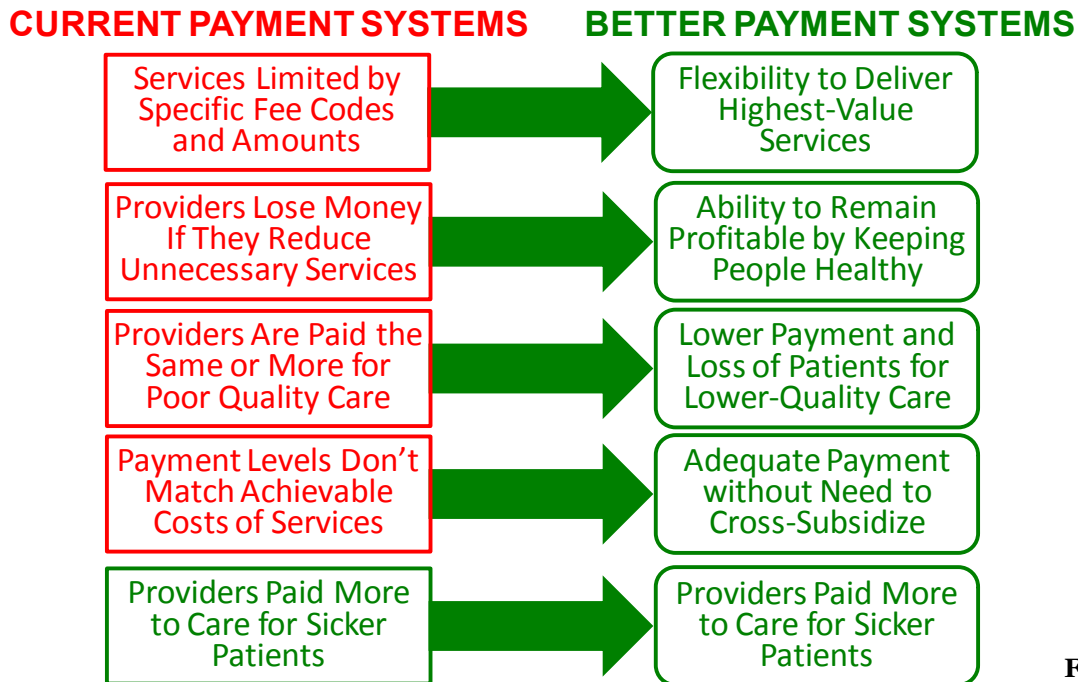 CURRENT PAYMENT SYSTEMS
BETTER PAYMENT SYSTEMS
Services Limited by
Specific Fee Codes
and Amounts
Flexibility to Deliver
Highest-Value
Services
Providers Lose Money
If They Reduce
Unnecessary Services
Ability to Remain
Profitable by Keeping
People Healthy
Providers Are Paid the
Same or More for
Poor Quality Care
Lower Payment and
Loss of Patients for
Lower-Quality Care
Payment Levels Don't
Match Achievable
Costs of Services
Adequate Payment
without Need to
Cross-Subsidize
Providers Paid More
to Care for Sicker
Patients
Providers Paid More
to Care for Sicker
Patients
F